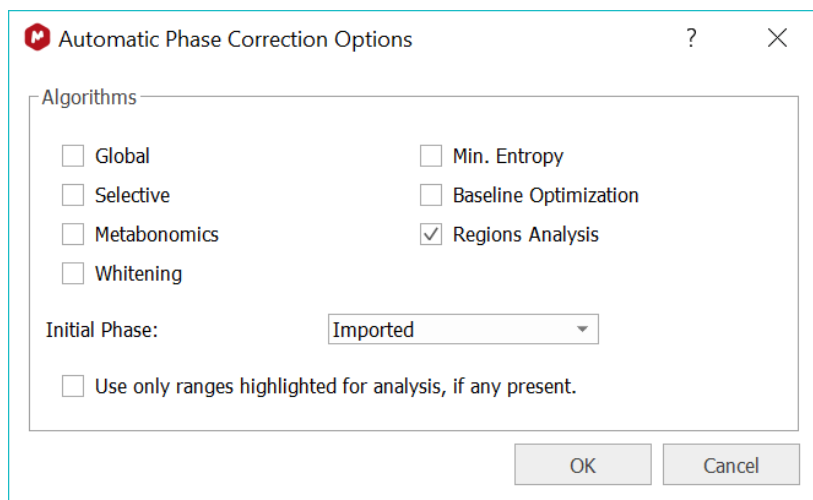 Automatic Phase Correction Options ?
Algorithms
Global Min. Entropy
Selective Baseline Optimization
Metabonomics Regions Analysis
Whitening
Initial Phase: Imported
Use only ranges highlighted for analysis, if any present.
OK Cancel